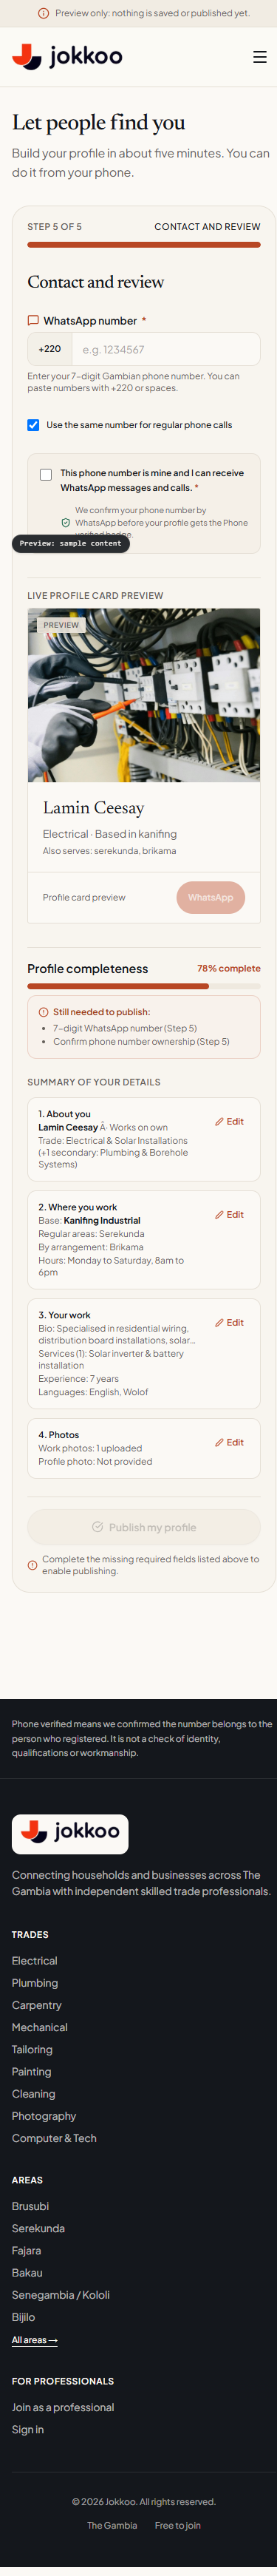 Preview only: nothing is saved or published yet.
jokkoo
Let people find you
Build your profile in about five minutes. You can
do it from your phone.
STEP 5 OF 5
CONTACT AND REVIEW
Contact and review
WhatsApp number *
+220
e.g. 1234567
Enter your 7-digit Gambian phone number. You can
paste numbers with +220 or spaces.
Use the same number for regular phone calls
This phone number is mine and I can receive
WhatsApp messages and calls. *
We confirm your phone number by
WhatsApp before your profile gets the Phone
verified badge.
Preview: sample content
LIVE PROFILE CARD PREVIEW
PREVIEW
Lamin Ceesay
Electrical · Based in kanifing
Also serves: serekunda, brikama
Profile card preview
WhatsApp
Profile completeness
78% complete
Still needed to publish:
• 7-digit WhatsApp number (Step 5)
• Confirm phone number ownership (Step 5)
SUMMARY OF YOUR DETAILS
1. About you
Edit
Lamin Ceesay Â· Works on own
Trade: Electrical & Solar Installations
(+1 secondary: Plumbing & Borehole
Systems)
2. Where you work
Edit
Base: Kanifing Industrial
Regular areas: Serekunda
By arrangement: Brikama
Hours: Monday to Saturday, 8am to
6pm
3. Your work
Edit
Bio: Specialised in residential wiring,
distribution board installations, solar...
Services (1): Solar inverter & battery
installation
Experience: 7 years
Languages: English, Wolof
4. Photos
Edit
Work photos: 1 uploaded
Profile photo: Not provided
Publish my profile
Complete the missing required fields listed above to
enable publishing.
Phone verified means we confirmed the number belongs to the
person who registered. It is not a check of identity,
qualifications or workmanship.
jokkoo
Connecting households and businesses across The
Gambia with independent skilled trade professionals.
TRADES
Electrical
Plumbing
Carpentry
Mechanical
Tailoring
Painting
Cleaning
Photography
Computer & Tech
AREAS
Brusubi
Serekunda
Fajara
Bakau
Senegambia / Kololi
Bijilo
All areas →
FOR PROFESSIONALS
Join as a professional
Sign in
© 2026 Jokkoo. All rights reserved.
The Gambia
Free to join